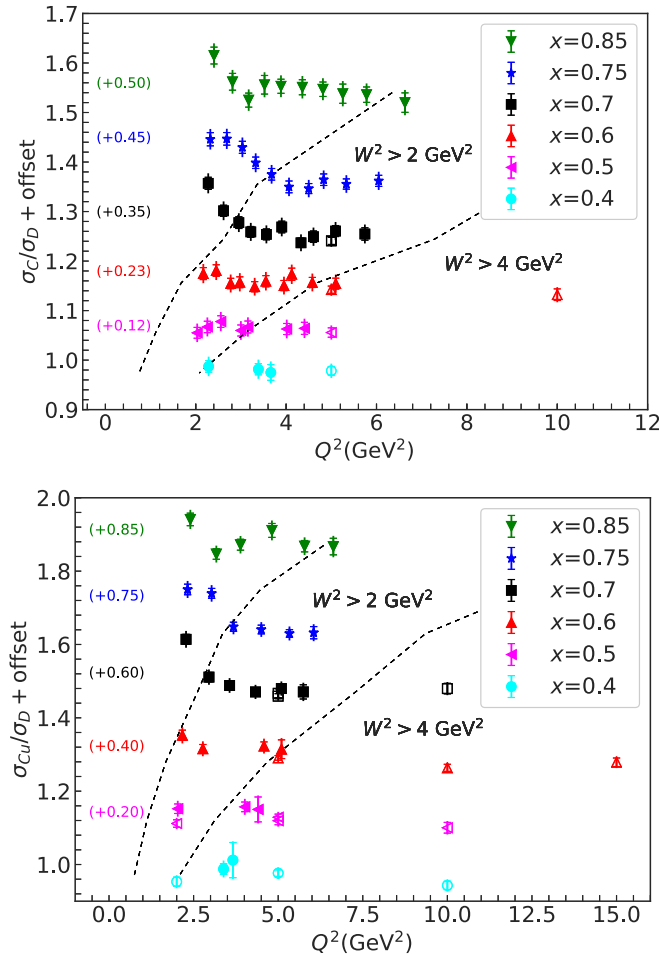 σ_C/σ_D + offset
1.7
1.6
1.5
1.4
1.3
1.2
1.1
1.0
0.9
(+0.50)
(+0.45)
(+0.35)
(+0.23)
(+0.12)
W² > 2 GeV²
W² > 4 GeV²
x=0.85
x=0.75
x=0.7
x=0.6
x=0.5
x=0.4
0 2 4 6 8 10 12
Q²(GeV²)
σ_Cu/σ_D + offset
2.0
1.8
1.6
1.4
1.2
1.0
(+0.85)
(+0.75)
(+0.60)
(+0.40)
(+0.20)
W² > 2 GeV²
W² > 4 GeV²
x=0.85
x=0.75
x=0.7
x=0.6
x=0.5
x=0.4
0.0 2.5 5.0 7.5 10.0 12.5 15.0
Q²(GeV²)